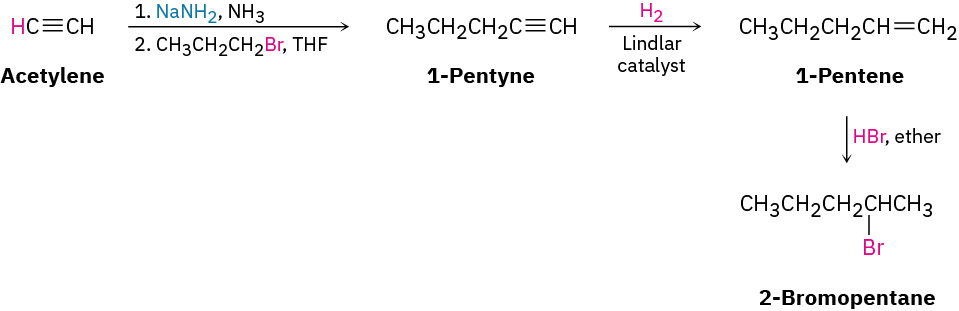 HC≡CH
Acetylene
1. NaNH₂, NH₃
2. CH₃CH₂CH₂Br, THF
CH₃CH₂CH₂C≡CH
1-Pentyne
H₂
Lindlar
catalyst
CH₃CH₂CH₂CH=CH₂
1-Pentene
HBr, ether
CH₃CH₂CH₂CHCH₃
Br
2-Bromopentane